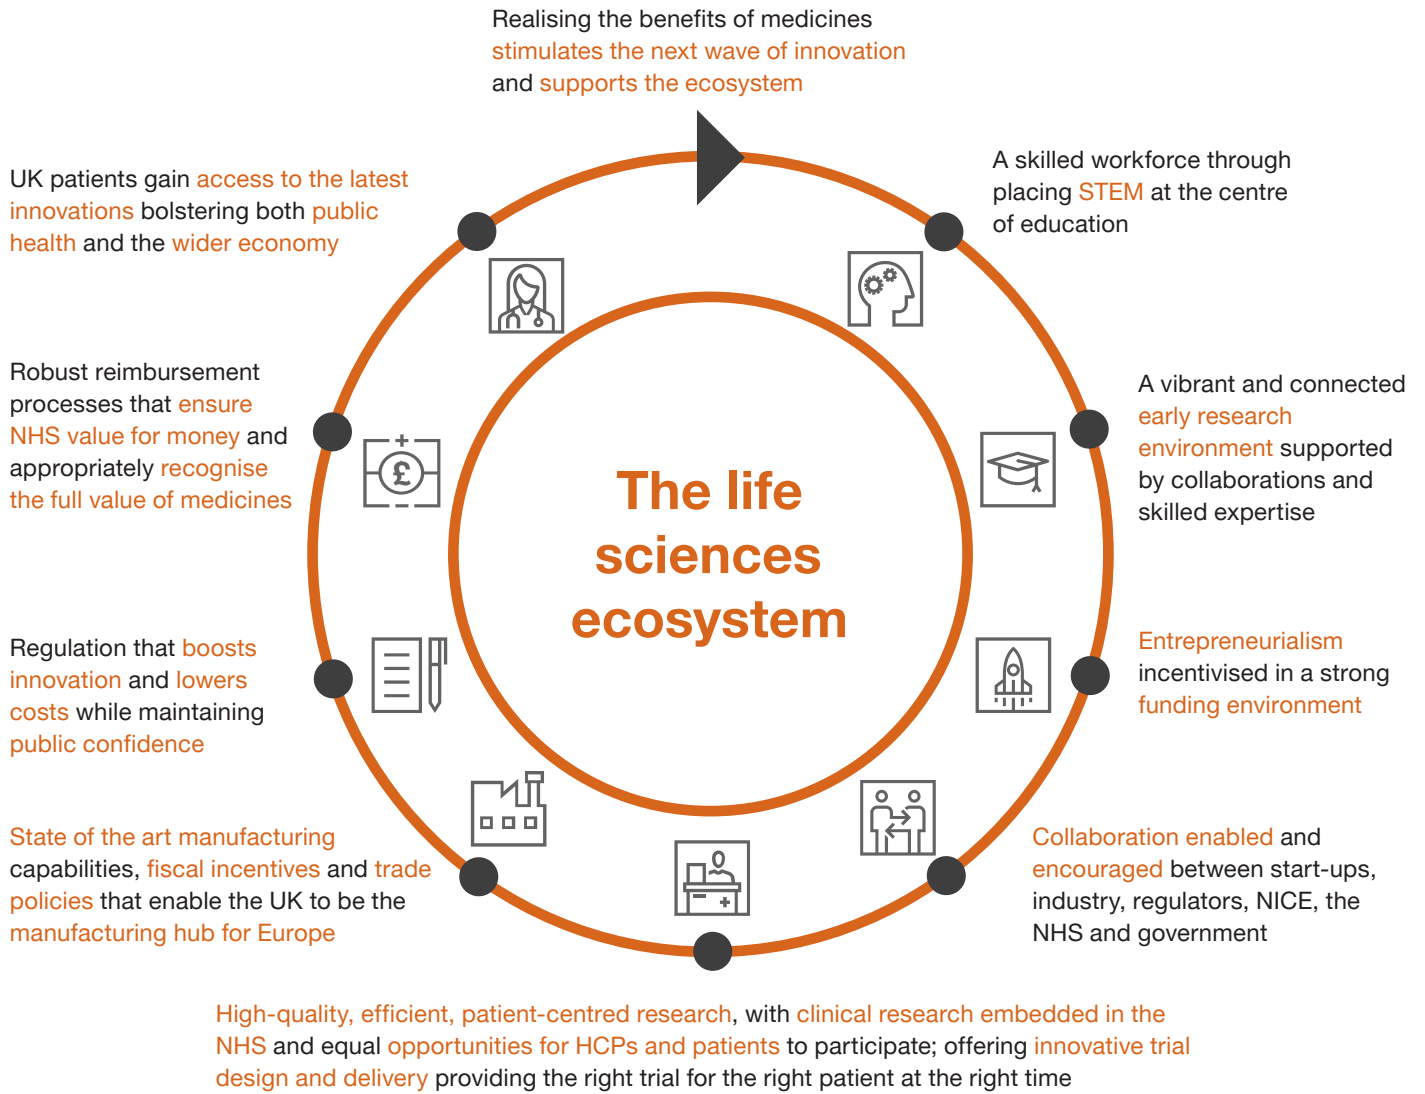 Realising the benefits of medicines
stimulates the next wave of innovation
and supports the ecosystem
A skilled workforce through
placing STEM at the centre
of education
A vibrant and connected
early research
environment supported
by collaborations and
skilled expertise
Entrepreneurialism
incentivised in a strong
funding environment
Collaboration enabled and
encouraged between start-ups,
industry, regulators, NICE, the
NHS and government
High-quality, efficient, patient-centred research, with clinical research embedded in the
NHS and equal opportunities for HCPs and patients to participate; offering innovative trial
design and delivery providing the right trial for the right patient at the right time
State of the art manufacturing
capabilities, fiscal incentives and trade
policies that enable the UK to be the
manufacturing hub for Europe
Regulation that boosts
innovation and lowers
costs while maintaining
public confidence
Robust reimbursement
processes that ensure
NHS value for money and
appropriately recognise
the full value of medicines
£
UK patients gain access to the latest
innovations bolstering both public
health and the wider economy
The life
sciences
ecosystem